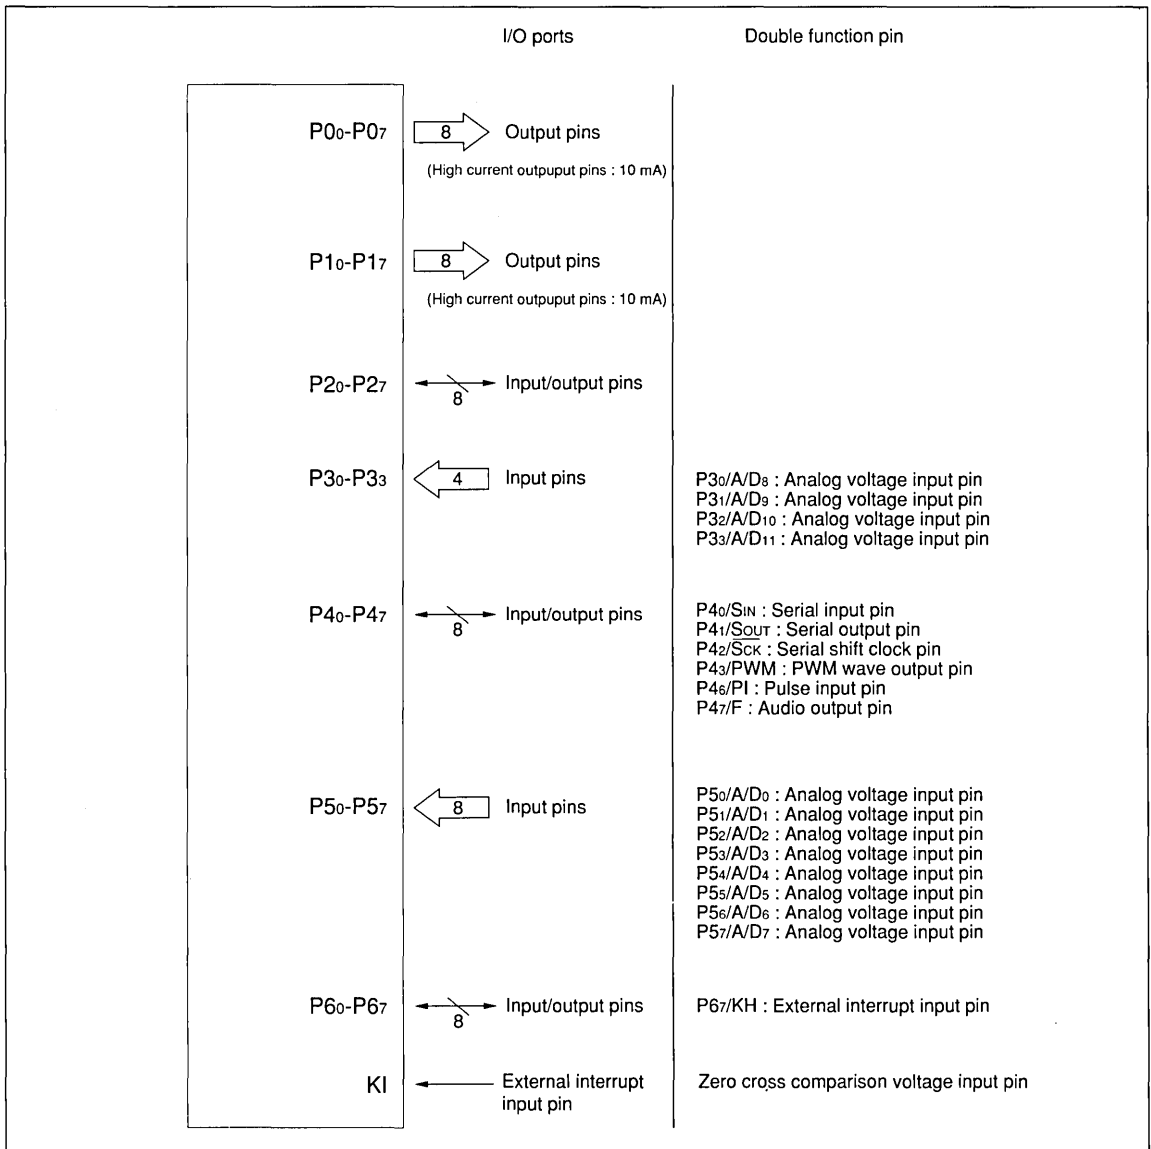 I/O ports Double function pin
P00-P07 8 Output pins
(High current outpuput pins : 10 mA)
P10-P17 8 Output pins
(High current outpuput pins : 10 mA)
P20-P27 8 Input/output pins
P30-P33 4 Input pins
P30/A/D8 : Analog voltage input pin
P31/A/D9 : Analog voltage input pin
P32/A/D10 : Analog voltage input pin
P33/A/D11 : Analog voltage input pin
P40-P47 8 Input/output pins
P40/SIN : Serial input pin
P41/SOUT : Serial output pin
P42/S̅C̅K̅ : Serial shift clock pin
P43/PWM : PWM wave output pin
P46/PI : Pulse input pin
P47/F : Audio output pin
P50-P57 8 Input pins
P50/A/D0 : Analog voltage input pin
P51/A/D1 : Analog voltage input pin
P52/A/D2 : Analog voltage input pin
P53/A/D3 : Analog voltage input pin
P54/A/D4 : Analog voltage input pin
P55/A/D5 : Analog voltage input pin
P56/A/D6 : Analog voltage input pin
P57/A/D7 : Analog voltage input pin
P60-P67 8 Input/output pins
P67/KH : External interrupt input pin
KI External interrupt
input pin
Zero cross comparison voltage input pin